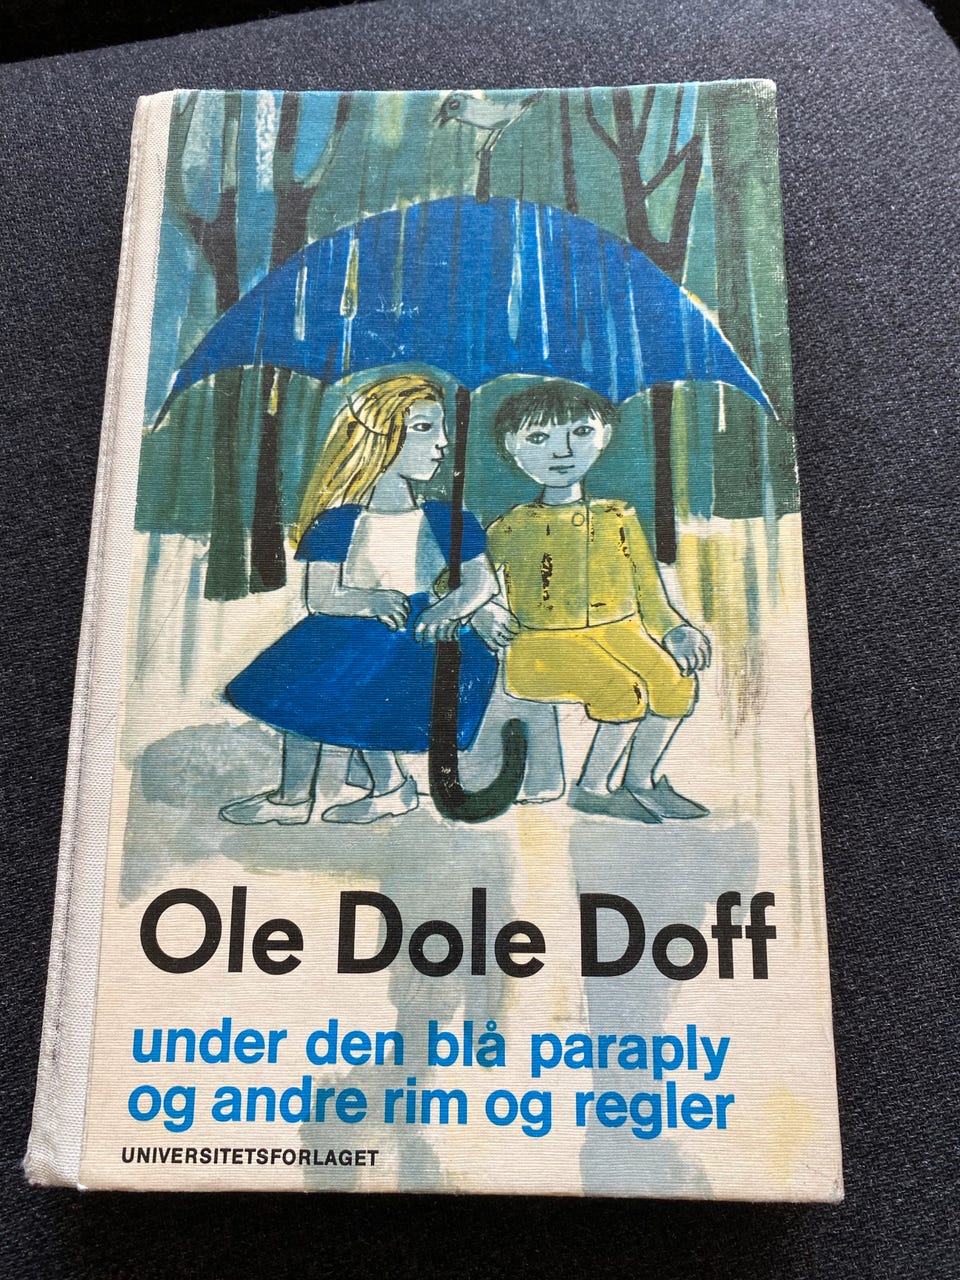 Ole Dole Doff
under den blå paraply
og andre rim og regler
UNIVERSITETSFORLAGET